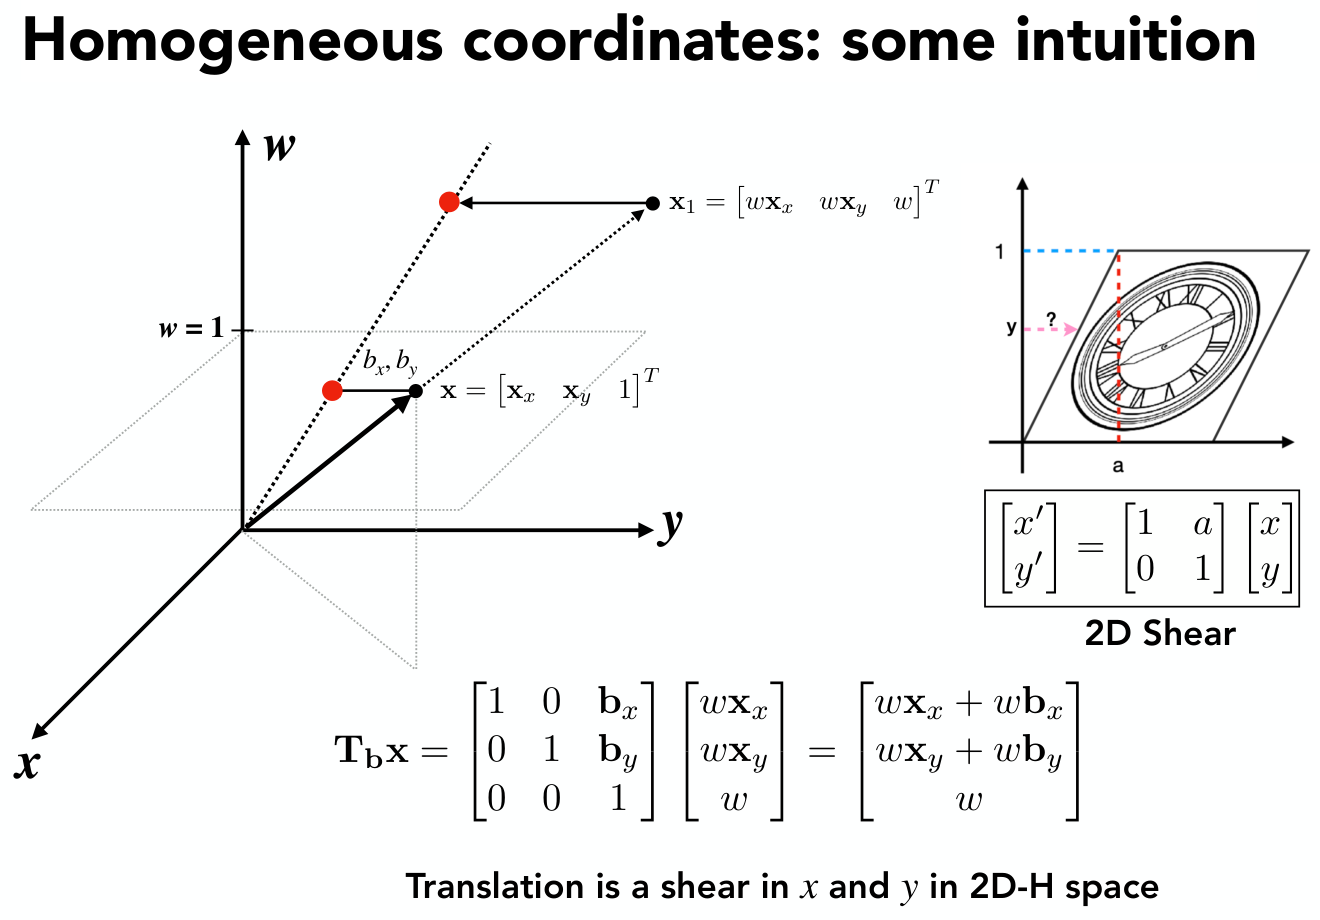 Homogeneous coordinates: some intuition
w
x₁ = [wxₓ wx_y w]ᵀ
w = 1
bₓ, b_y
x = [xₓ x_y 1]ᵀ
y
x
1
y
?
a
[x′ y′] = [1 a; 0 1] [x y]
2D Shear
T_b x = [1 0 bₓ; 0 1 b_y; 0 0 1] [wxₓ; wx_y; w] = [wxₓ + wbₓ; wx_y + wb_y; w]
Translation is a shear in x and y in 2D-H space